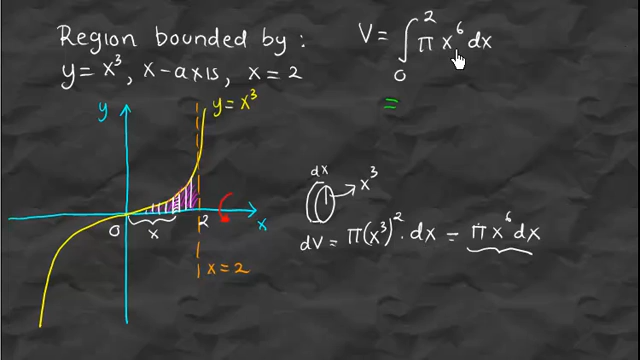 Region bounded by:
y = x³, x-axis, x = 2
V = ∫₀² π x⁶ dx
=
y
y = x³
0
x
2
x
x = 2
dx
x³
dV = π(x³)² · dx = π x⁶ dx